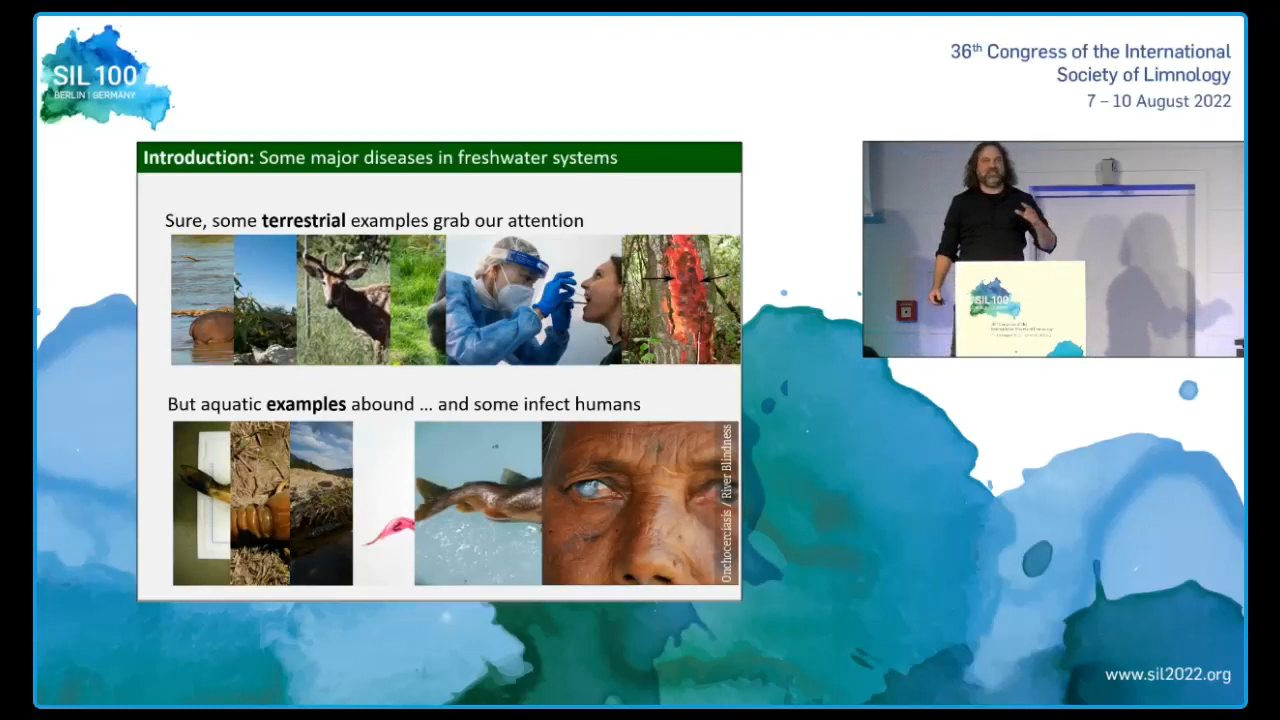 SIL 100
BERLIN | GERMANY
36th Congress of the International
Society of Limnology
7 – 10 August 2022
Introduction: Some major diseases in freshwater systems
Sure, some terrestrial examples grab our attention
But aquatic examples abound ... and some infect humans
Onchocerciasis / River Blindness
SIL 100
www.sil2022.org